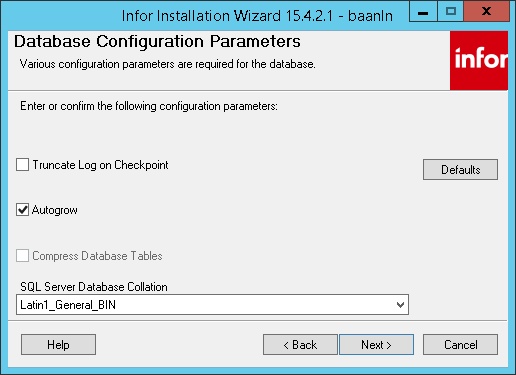 Infor Installation Wizard 15.4.2.1 - baanIn
Database Configuration Parameters
Various configuration parameters are required for the database.
infor
Enter or confirm the following configuration parameters:
Truncate Log on Checkpoint
Defaults
Autogrow
Compress Database Tables
SQL Server Database Collation
Latin1_General_BIN
Help
< Back
Next >
Cancel